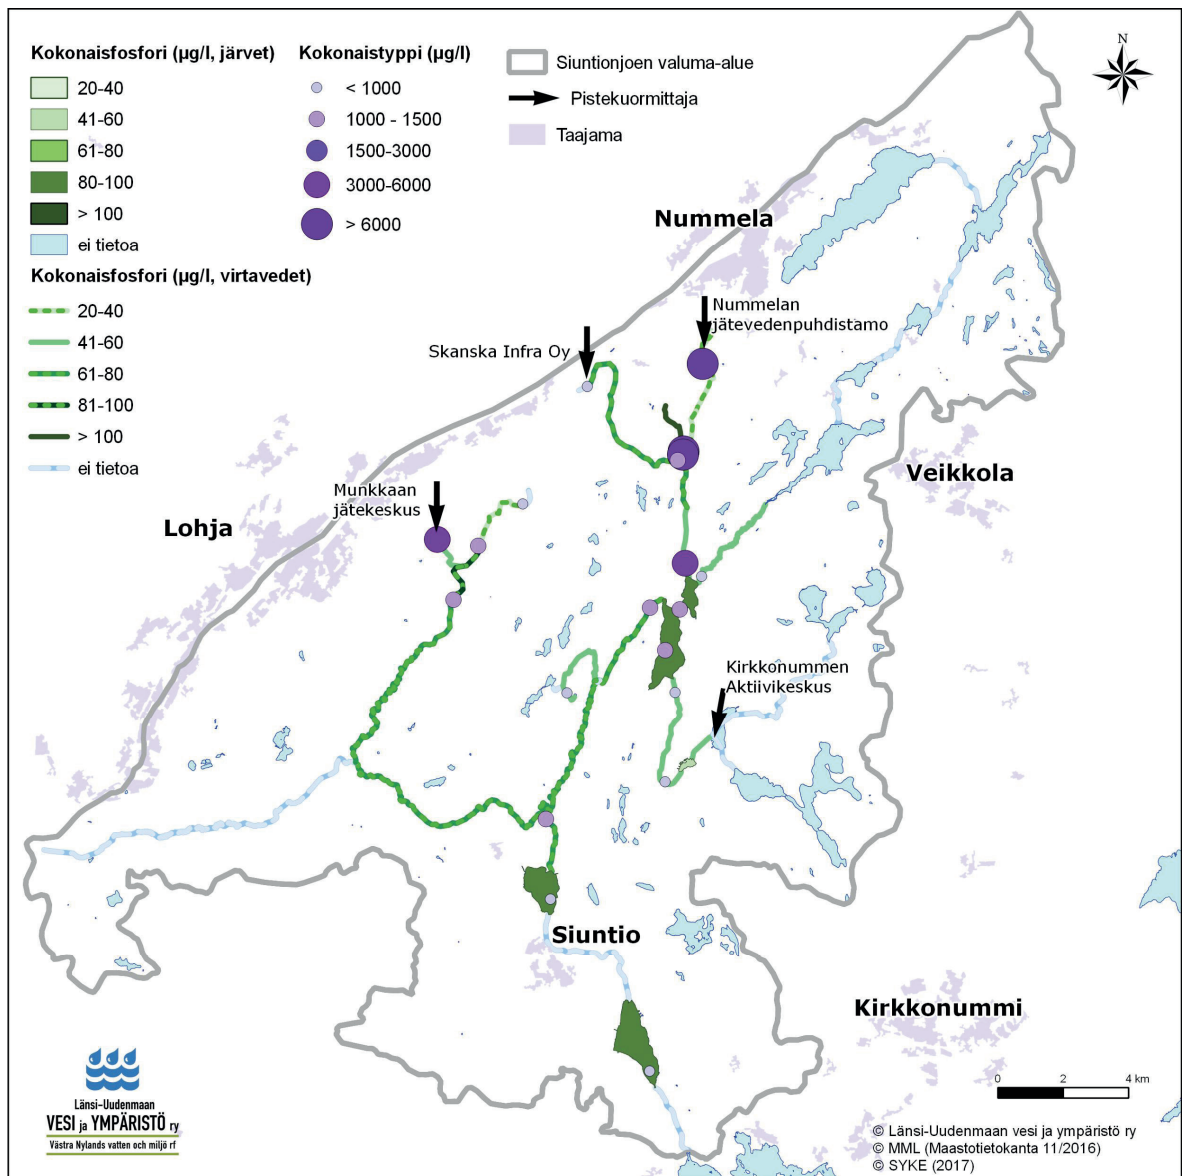 Kokonaisfosfori (µg/l, järvet)
20-40
41-60
61-80
80-100
> 100
ei tietoa
Kokonaisfosfori (µg/l, virtavedet)
20-40
41-60
61-80
81-100
> 100
ei tietoa
Kokonaistyppi (µg/l)
< 1000
1000 - 1500
1500-3000
3000-6000
> 6000
Siuntionjoen valuma-alue
Pistekuormittaja
Taajama
N
Nummela
Nummelan
jätevedenpuhdistamo
Skanska Infra Oy
Veikkola
Munkkaan
jätekeskus
Lohja
Kirkkonummen
Aktiivikeskus
Siuntio
Kirkkonummi
0 2 4 km
Länsi-Uudenmaan
VESI ja YMPÄRISTÖ ry
Västra Nylands vatten och miljö rf
© Länsi-Uudenmaan vesi ja ympäristö ry
© MML (Maastotietokanta 11/2016)
© SYKE (2017)